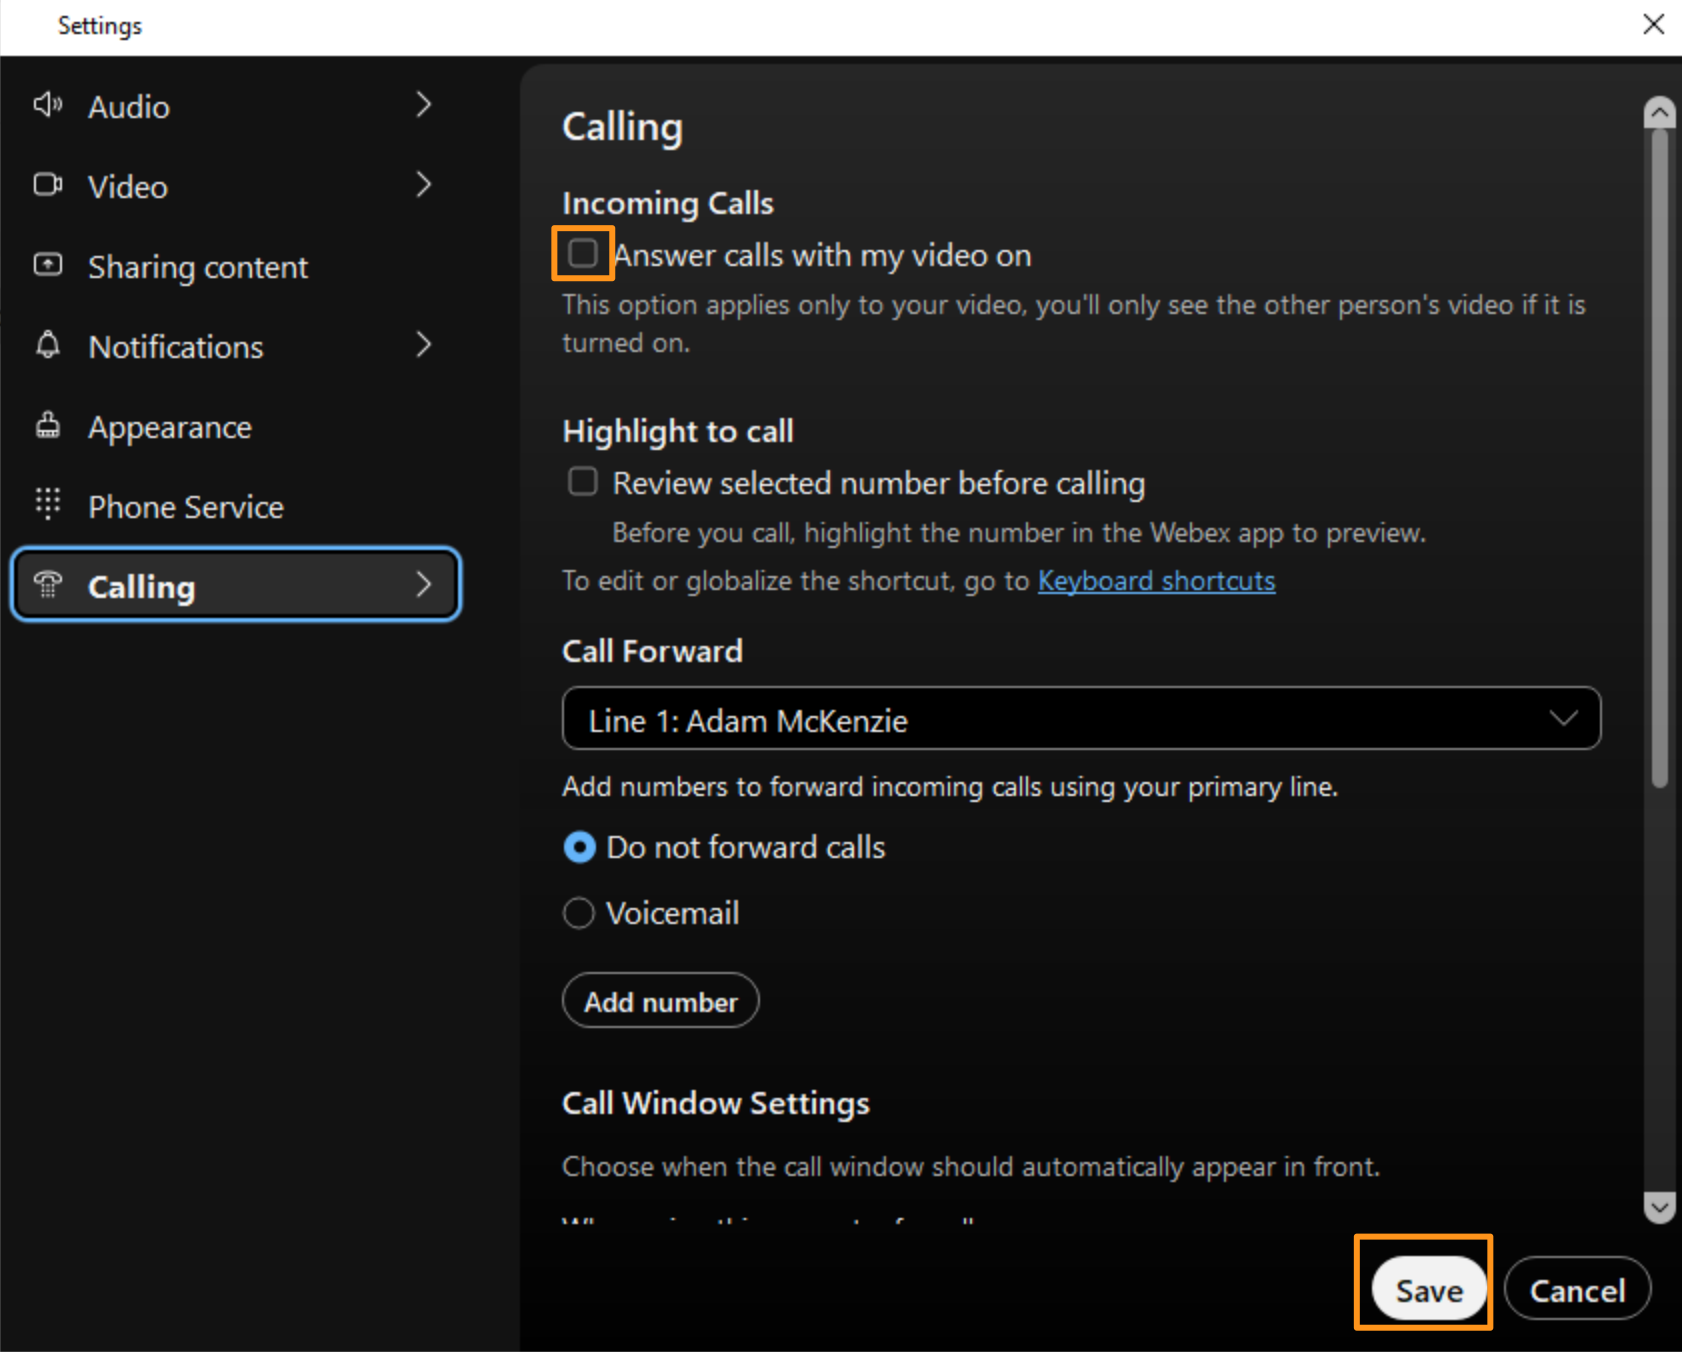 Settings
Audio
Video
Sharing content
Notifications
Appearance
Phone Service
Calling
Calling
Incoming Calls
Answer calls with my video on
This option applies only to your video, you'll only see the other person's video if it is
turned on.
Highlight to call
Review selected number before calling
Before you call, highlight the number in the Webex app to preview.
To edit or globalize the shortcut, go to Keyboard shortcuts
Call Forward
Line 1: Adam McKenzie
Add numbers to forward incoming calls using your primary line.
Do not forward calls
Voicemail
Add number
Call Window Settings
Choose when the call window should automatically appear in front.
Save
Cancel